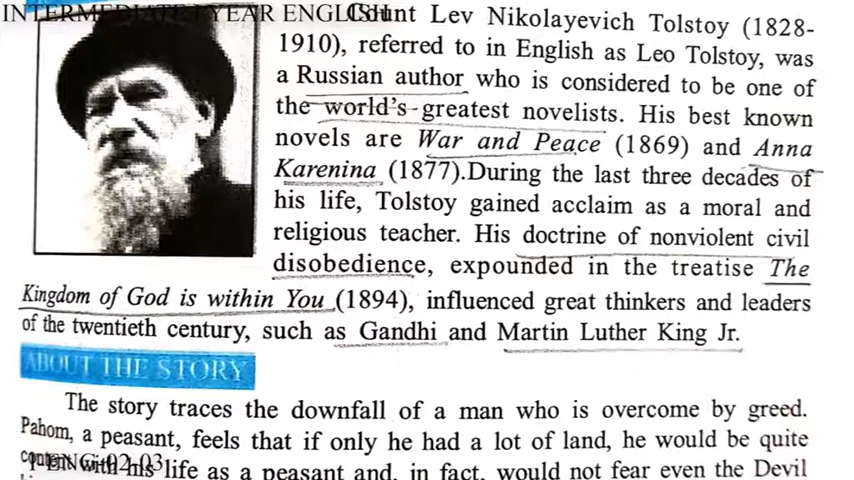 INTERMEDIATE I YEAR ENGLISH
Count Lev Nikolayevich Tolstoy (1828-
1910), referred to in English as Leo Tolstoy, was
a Russian author who is considered to be one of
the world's greatest novelists. His best known
novels are War and Peace (1869) and Anna
Karenina (1877).During the last three decades of
his life, Tolstoy gained acclaim as a moral and
religious teacher. His doctrine of nonviolent civil
disobedience, expounded in the treatise The
Kingdom of God is within You (1894), influenced great thinkers and leaders
of the twentieth century, such as Gandhi and Martin Luther King Jr.
ABOUT THE STORY
The story traces the downfall of a man who is overcome by greed.
Pahom, a peasant, feels that if only he had a lot of land, he would be quite
with his life as a peasant and, in fact, would not fear even the Devil